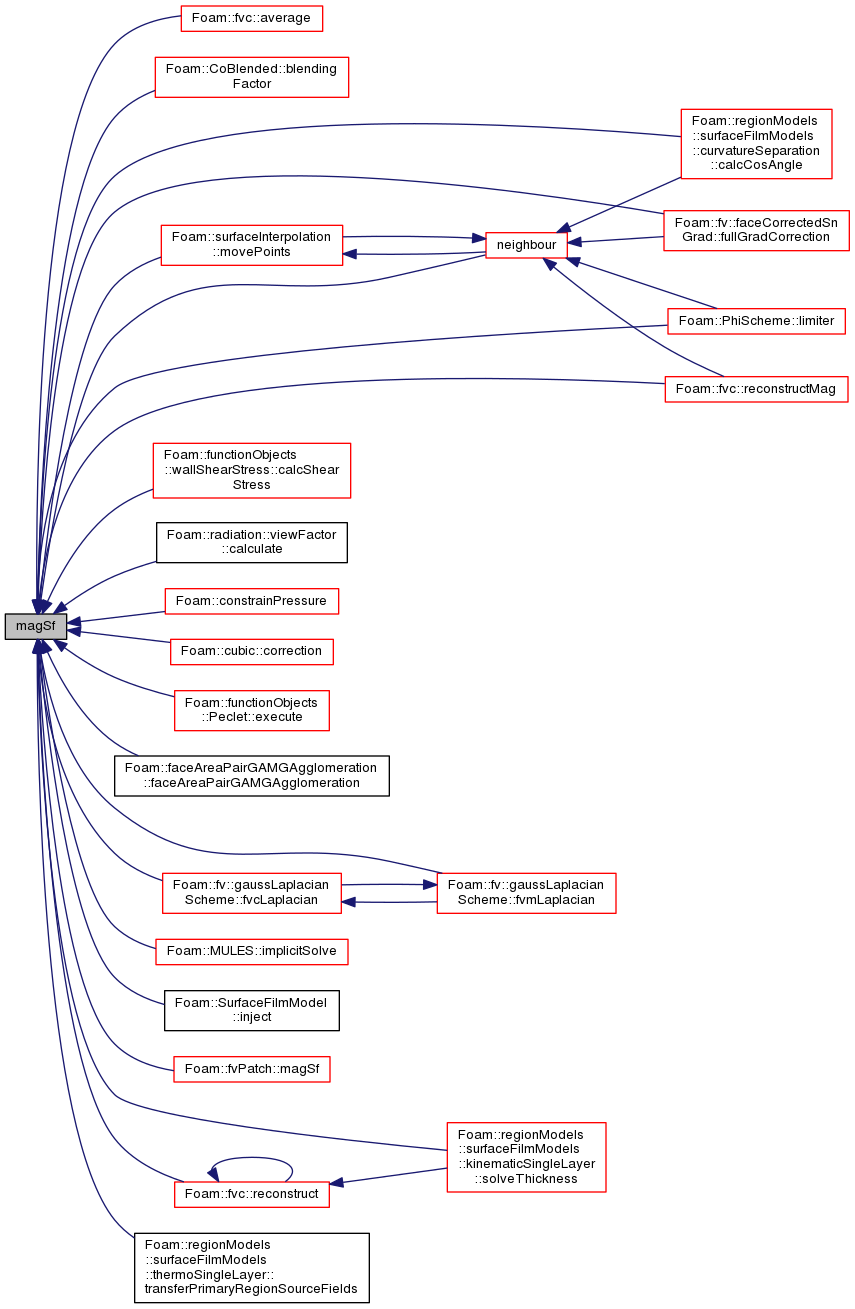 Foam::fvc::average
Foam::CoBlended::blending
Factor
Foam::regionModels
::surfaceFilmModels
::curvatureSeparation
::calcCosAngle
Foam::fv::faceCorrectedSn
Grad::fullGradCorrection
Foam::surfaceInterpolation
::movePoints
neighbour
Foam::PhiScheme::limiter
Foam::fvc::reconstructMag
Foam::functionObjects
::wallShearStress::calcShear
Stress
Foam::radiation::viewFactor
::calculate
Foam::constrainPressure
magSf
Foam::cubic::correction
Foam::functionObjects
::Peclet::execute
Foam::faceAreaPairGAMGAgglomeration
::faceAreaPairGAMGAgglomeration
Foam::fv::gaussLaplacian
Scheme::fvcLaplacian
Foam::fv::gaussLaplacian
Scheme::fvmLaplacian
Foam::MULES::implicitSolve
Foam::SurfaceFilmModel
::inject
Foam::fvPatch::magSf
Foam::regionModels
::surfaceFilmModels
::kinematicSingleLayer
::solveThickness
Foam::fvc::reconstruct
Foam::regionModels
::surfaceFilmModels
::thermoSingleLayer::
transferPrimaryRegionSourceFields